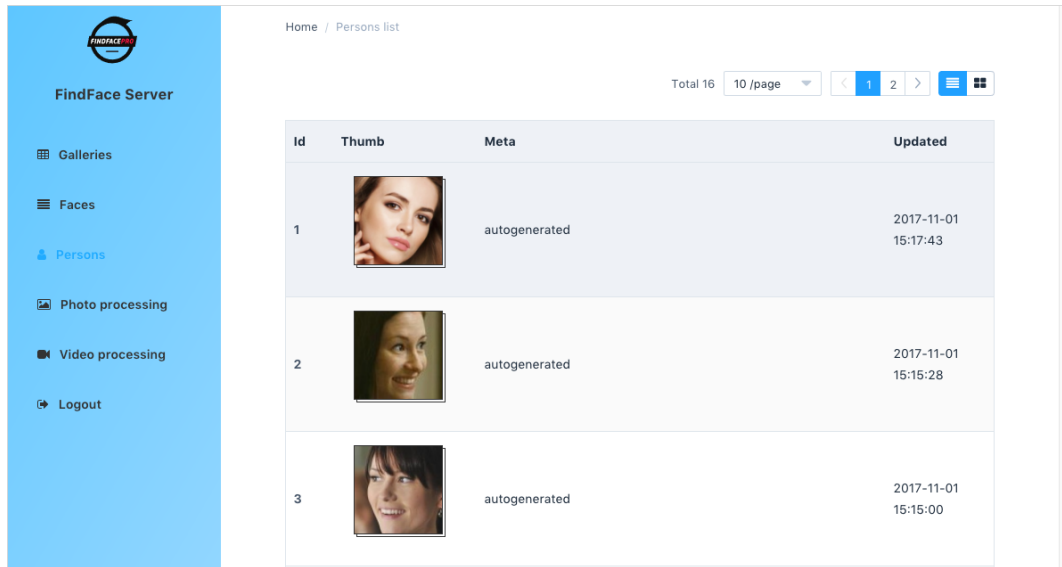 FINDFACEPRO
FindFace Server
Galleries
Faces
Persons
Photo processing
Video processing
Logout
Home / Persons list
Total 16 10 /page < 1 2 >
Id Thumb Meta Updated
1 autogenerated 2017-11-01
15:17:43
2 autogenerated 2017-11-01
15:15:28
3 autogenerated 2017-11-01
15:15:00